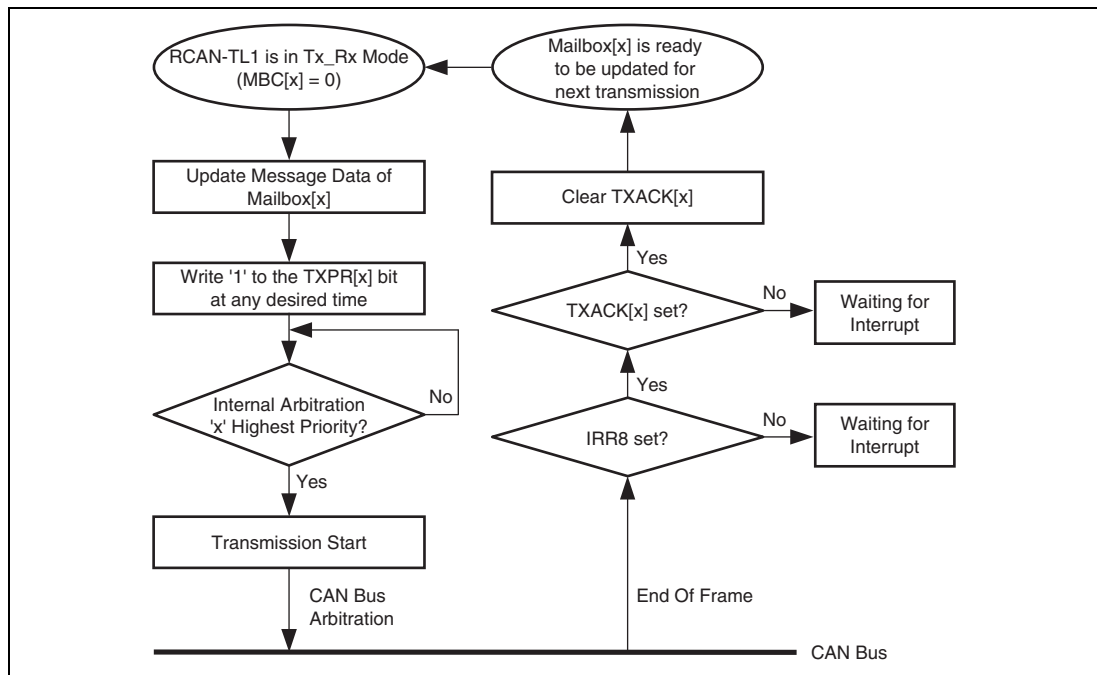 RCAN-TL1 is in Tx_Rx Mode
(MBC[x] = 0)
Mailbox[x] is ready
to be updated for
next transmission
Update Message Data of
Mailbox[x]
Clear TXACK[x]
Yes
Write '1' to the TXPR[x] bit
at any desired time
TXACK[x] set?
No
Waiting for
Interrupt
Yes
Internal Arbitration
'x' Highest Priority?
No
IRR8 set?
No
Waiting for
Interrupt
Yes
Transmission Start
CAN Bus
Arbitration
End Of Frame
CAN Bus